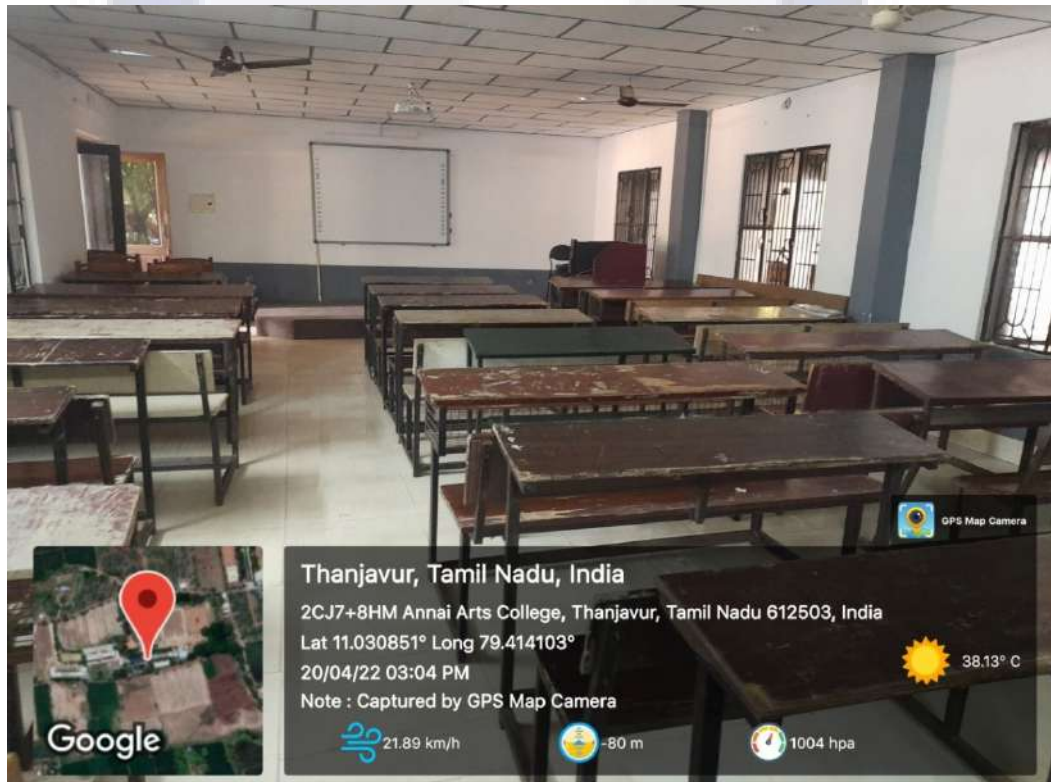 GPS Map Camera
Thanjavur, Tamil Nadu, India
2CJ7+8HM Annai Arts College, Thanjavur, Tamil Nadu 612503, India
Lat 11.030851° Long 79.414103°
20/04/22 03:04 PM
Note : Captured by GPS Map Camera
38.13° C
Google
21.89 km/h
-80 m
1004 hpa